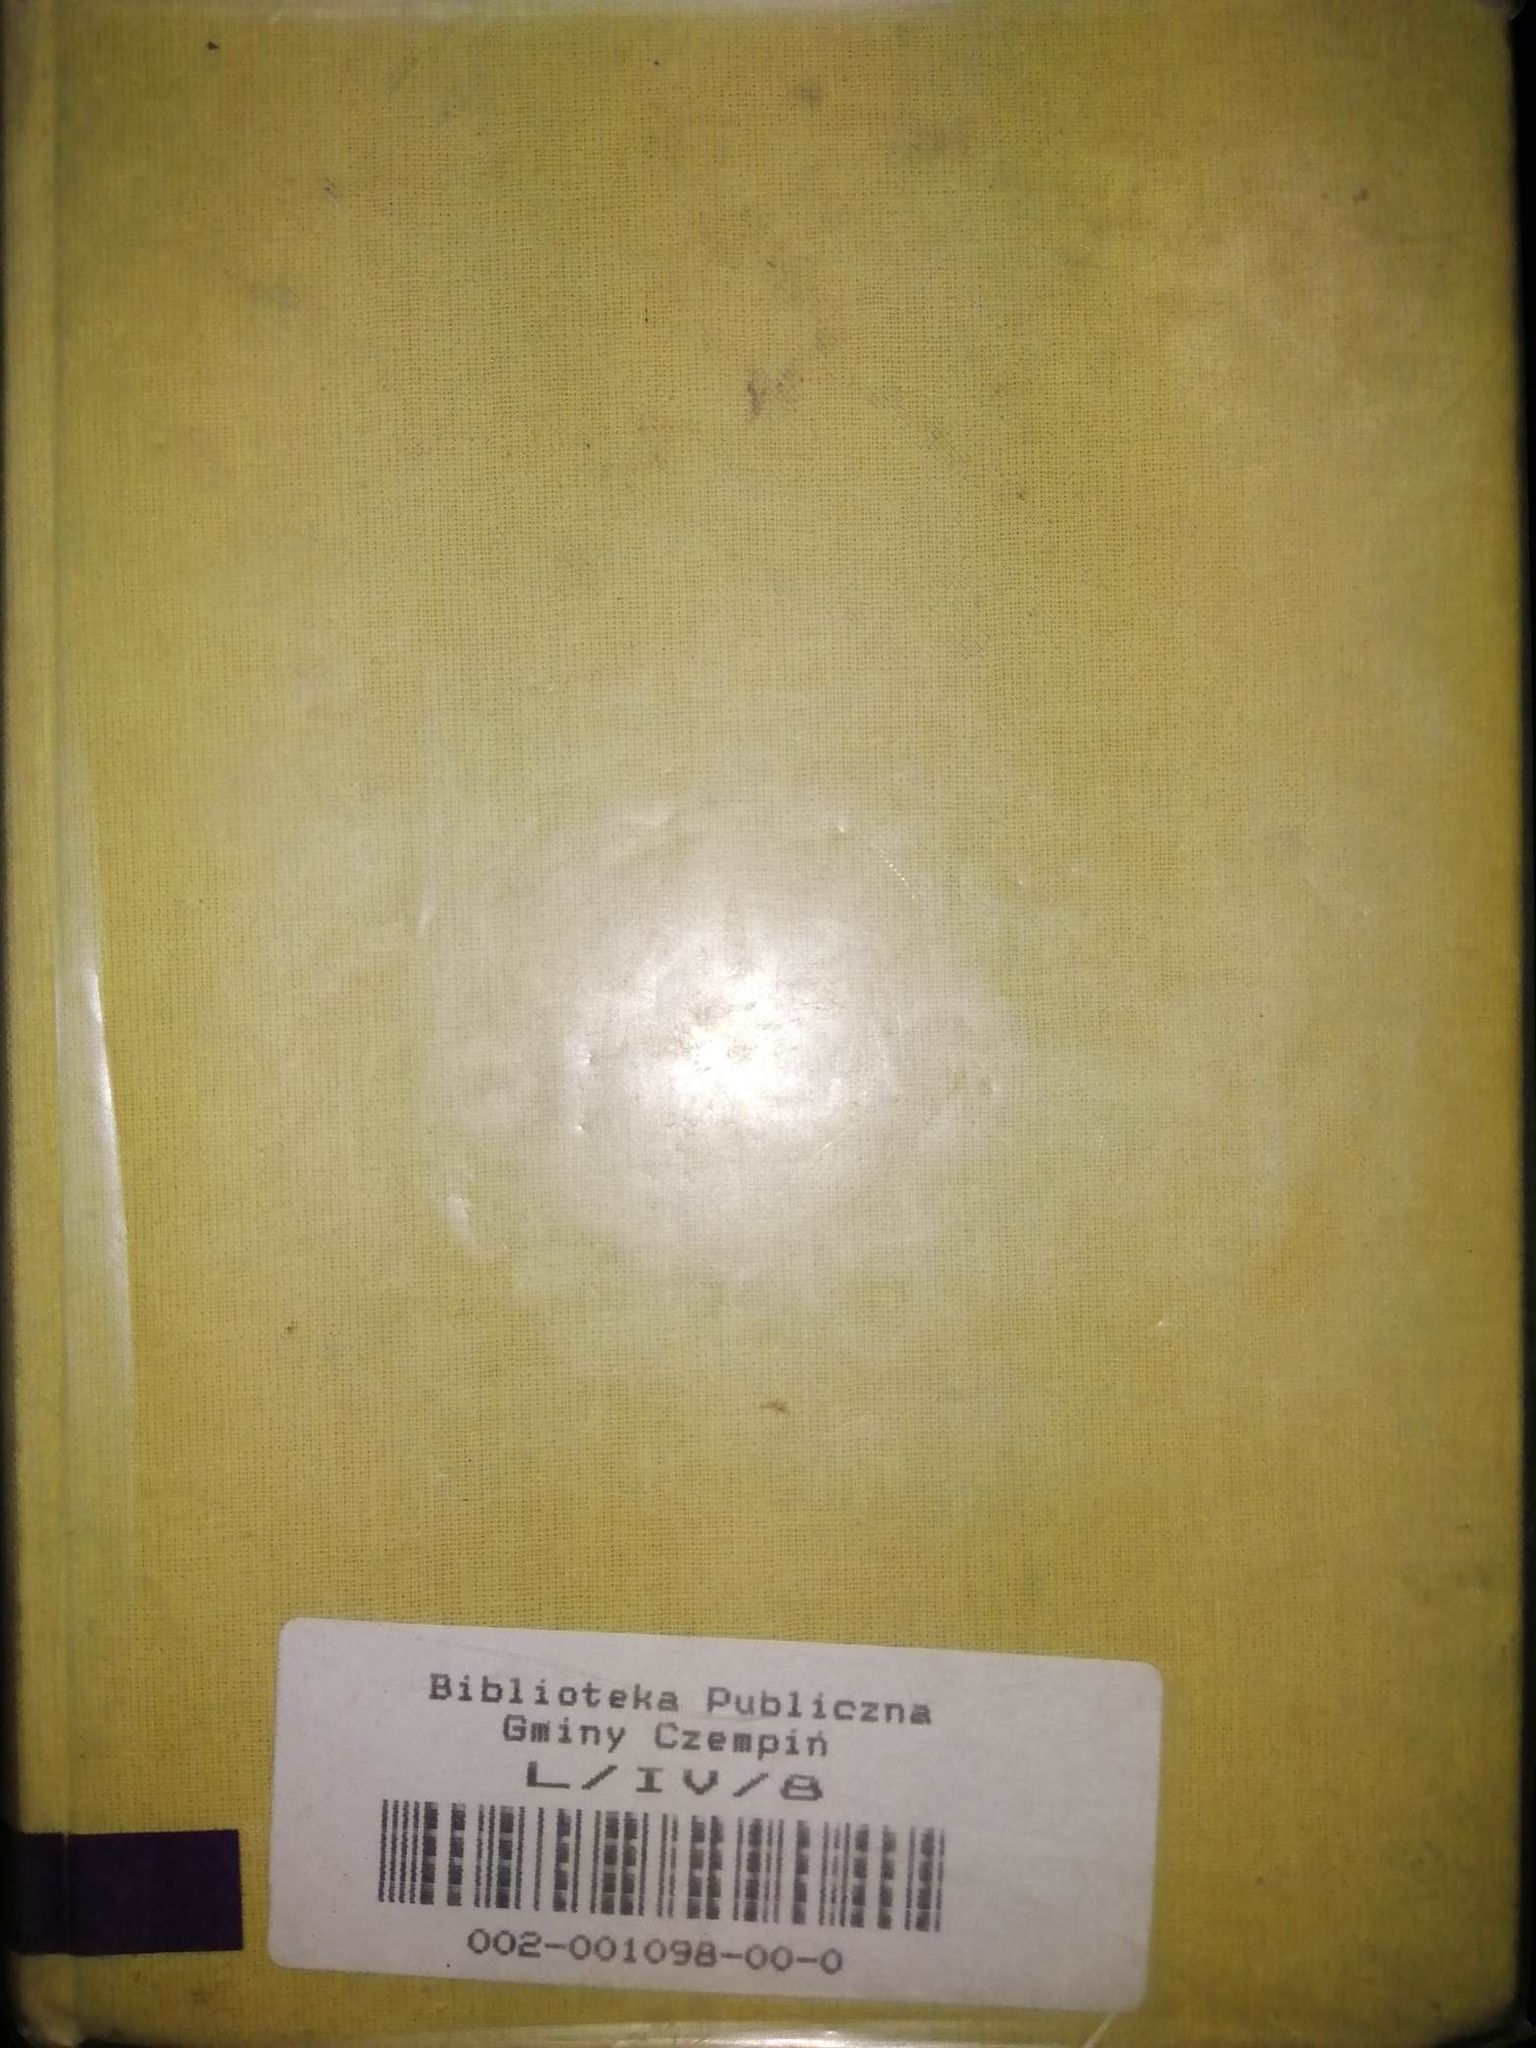 Biblioteka Publiczna
Gminy Czempiń
L/IV/8
002-001098-00-0